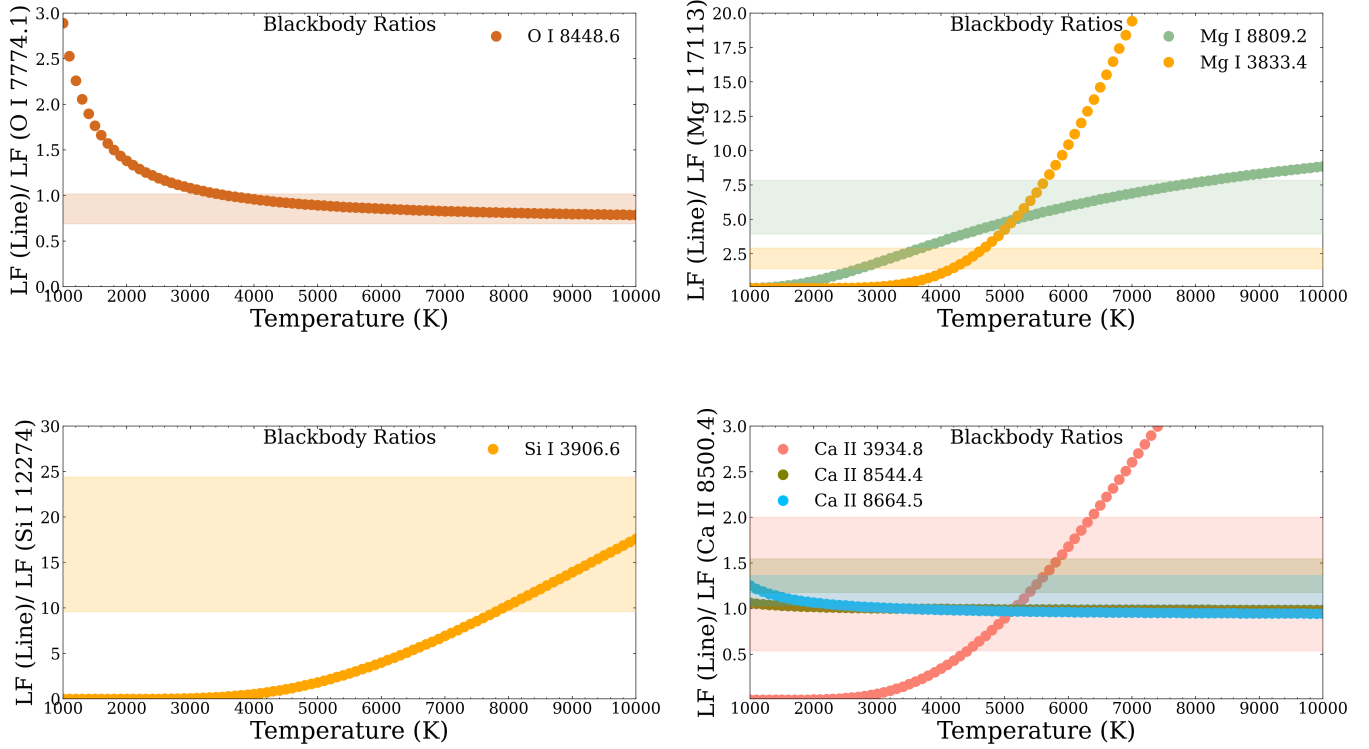 Blackbody Ratios
O I 8448.6
LF (Line)/ LF (O I 7774.1)
3.0
2.5
2.0
1.5
1.0
0.5
0.0
1000 2000 3000 4000 5000 6000 7000 8000 9000 10000
Temperature (K)
Blackbody Ratios
Mg I 8809.2
Mg I 3833.4
LF (Line)/ LF (Mg I 17113)
20.0
17.5
15.0
12.5
10.0
7.5
5.0
2.5
1000 2000 3000 4000 5000 6000 7000 8000 9000 10000
Temperature (K)
Blackbody Ratios
Si I 3906.6
LF (Line)/ LF (Si I 12274)
30
25
20
15
10
5
0
1000 2000 3000 4000 5000 6000 7000 8000 9000 10000
Temperature (K)
Blackbody Ratios
Ca II 3934.8
Ca II 8544.4
Ca II 8664.5
LF (Line)/ LF (Ca II 8500.4)
3.0
2.5
2.0
1.5
1.0
0.5
1000 2000 3000 4000 5000 6000 7000 8000 9000 10000
Temperature (K)